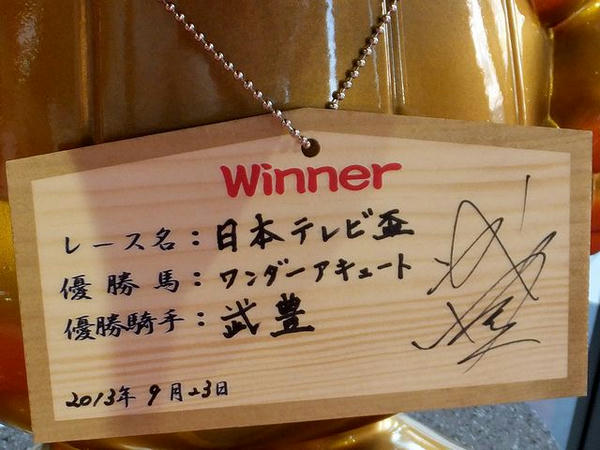 Winner
レース名：日本テレビ盃
優勝馬：ワンダーアキュート
優勝騎手：武豊
2013年9月23日